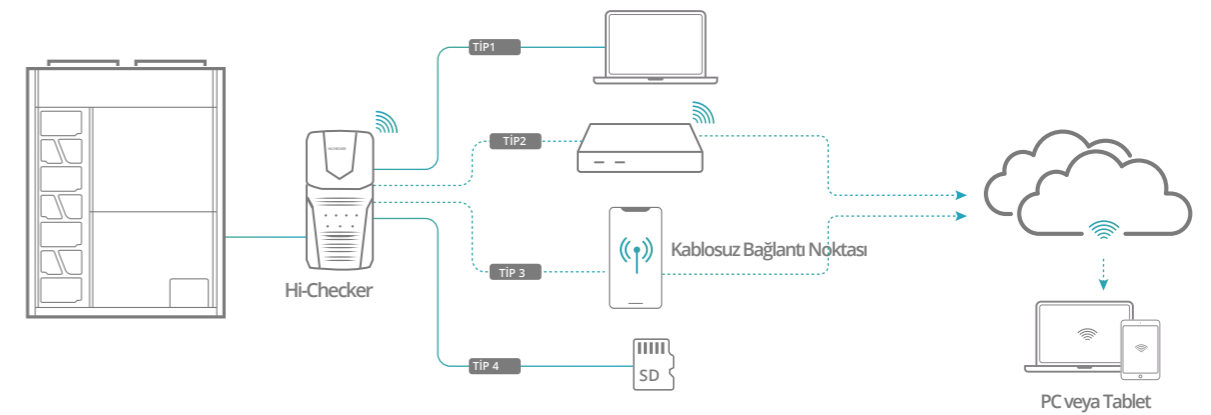 TİP1
TİP2
Kablosuz Bağlantı Noktası
TİP 3
Hi-Checker
TİP 4
SD
PC veya Tablet